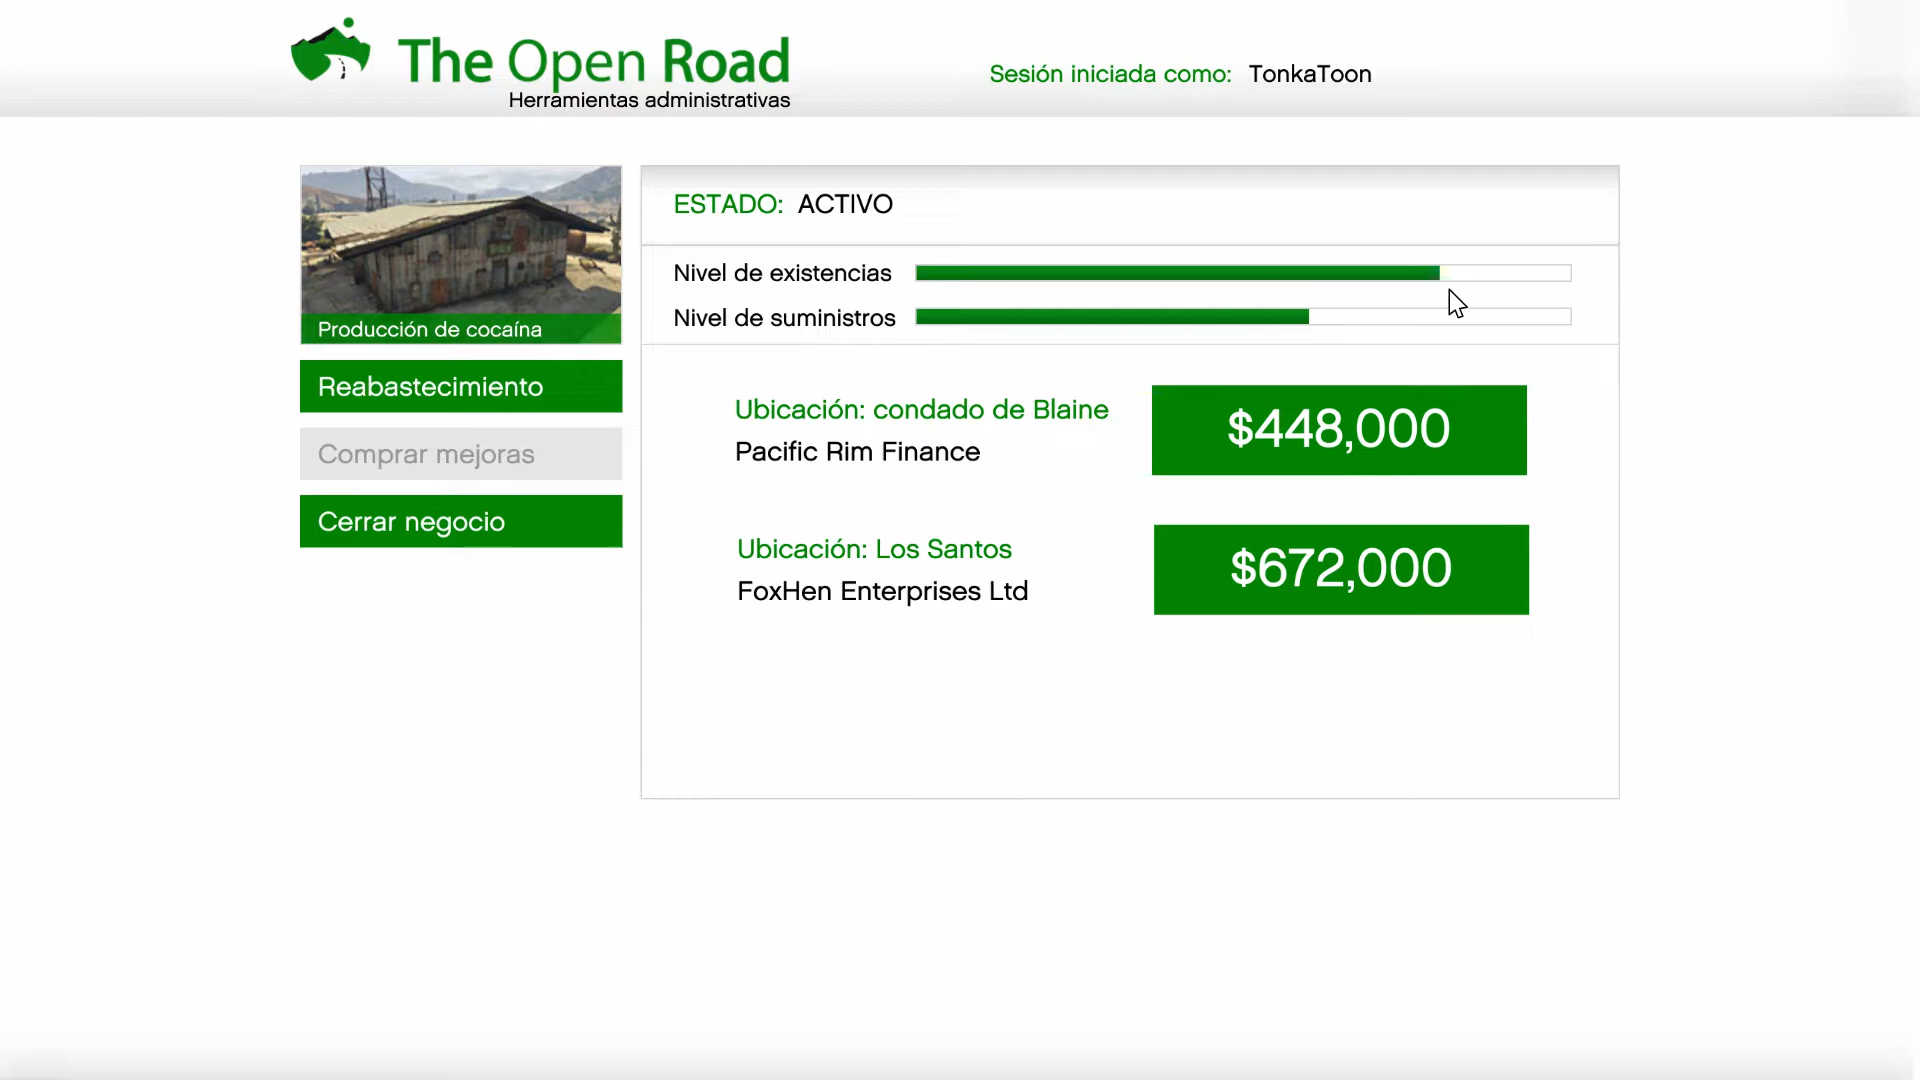 The Open Road
Herramientas administrativas
Sesión iniciada como: TonkaToon
Producción de cocaína
Reabastecimiento
Comprar mejoras
Cerrar negocio
ESTADO: ACTIVO
Nivel de existencias
Nivel de suministros
Ubicación: condado de Blaine
Pacific Rim Finance
$448,000
Ubicación: Los Santos
FoxHen Enterprises Ltd
$672,000